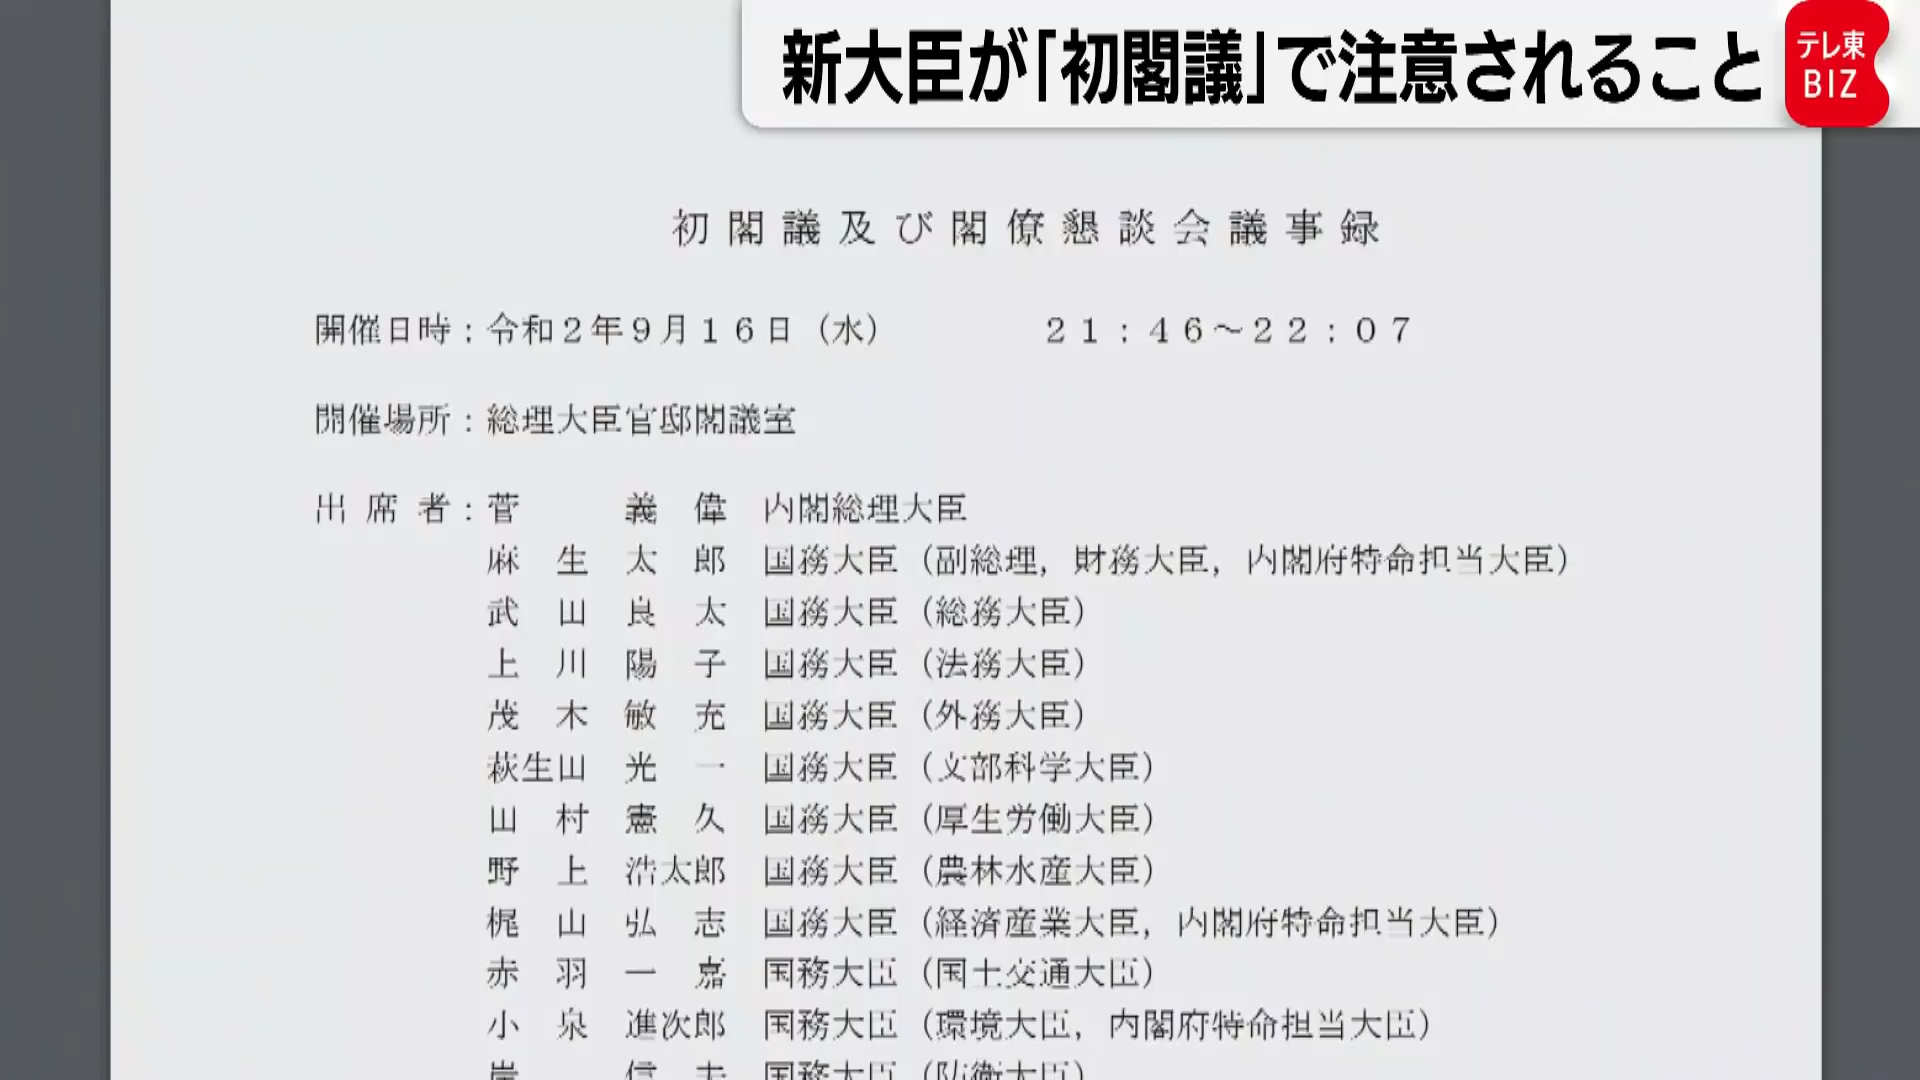 新大臣が「初閣議」で注意されること
テレ東
BIZ
初閣議及び閣僚懇談会議事録
開催日時：令和２年９月１６日（水） ２１：４６～２２：０７
開催場所：総理大臣官邸閣議室
出席者：菅 義偉 内閣総理大臣
麻生太郎 国務大臣（副総理，財務大臣，内閣府特命担当大臣）
武田良太 国務大臣（総務大臣）
上川陽子 国務大臣（法務大臣）
茂木敏充 国務大臣（外務大臣）
萩生田光一 国務大臣（文部科学大臣）
田村憲久 国務大臣（厚生労働大臣）
野上浩太郎 国務大臣（農林水産大臣）
梶山弘志 国務大臣（経済産業大臣，内閣府特命担当大臣）
赤羽一嘉 国務大臣（国土交通大臣）
小泉進次郎 国務大臣（環境大臣，内閣府特命担当大臣）
岸 信夫 国務大臣（防衛大臣）